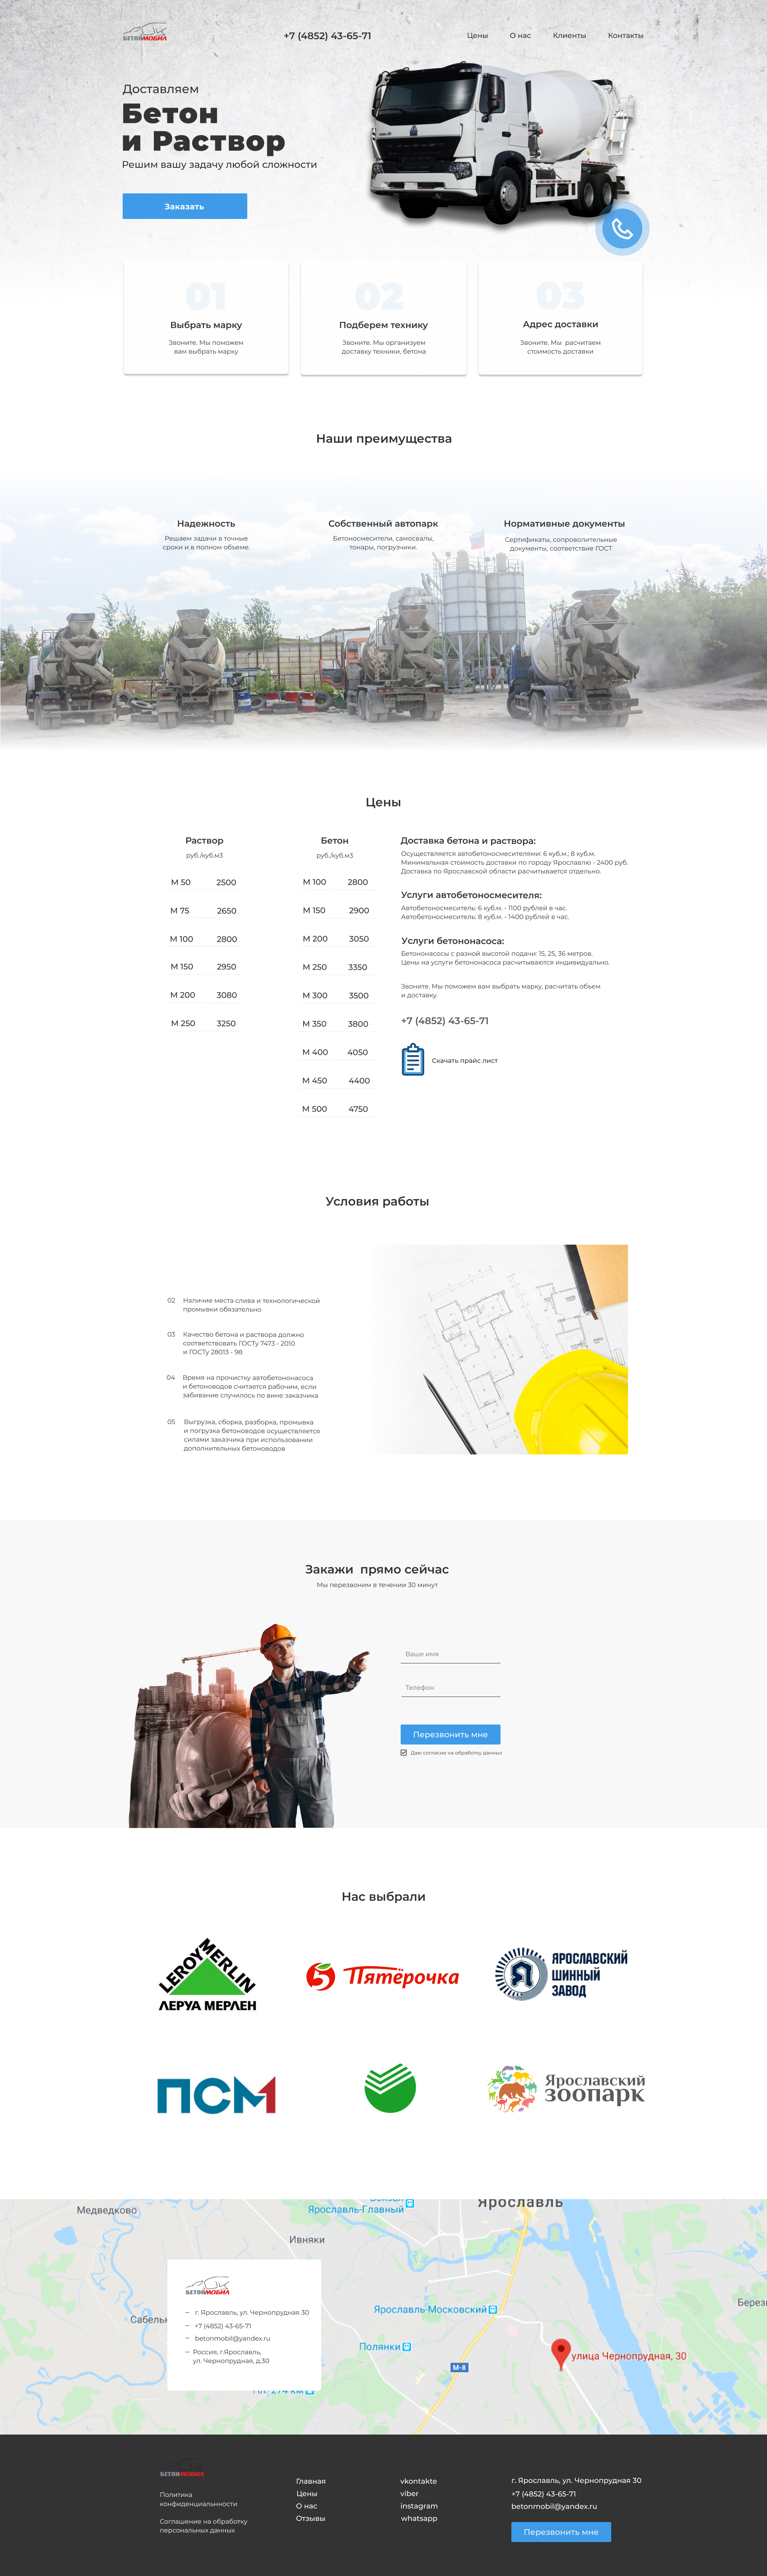 БЕТОНМОБИЛ
+7 (4852) 43-65-71
Цены
О нас
Клиенты
Контакты
Доставляем
Бетон
и Раствор
Решим вашу задачу любой сложности
Заказать
01
Выбрать марку
Звоните. Мы поможем
вам выбрать марку
02
Подберем технику
Звоните. Мы организуем
доставку техники, бетона
03
Адрес доставки
Звоните. Мы расчитаем
стоимость доставки
Наши преимущества
Надежность
Решаем задачи в точные
сроки и в полном объеме.
Собственный автопарк
Бетоносмесители, самосвалы,
тонары, погрузчики.
Нормативные документы
Сертификаты, сопроволительные
документы, соответствие ГОСТ
Цены
Раствор
руб./куб.м3
М 50 2500
М 75 2650
М 100 2800
М 150 2950
М 200 3080
М 250 3250
Бетон
руб./куб.м3
М 100 2800
М 150 2900
М 200 3050
М 250 3350
М 300 3500
М 350 3800
М 400 4050
М 450 4400
М 500 4750
Доставка бетона и раствора:
Осуществляется автобетоносмесителями: 6 куб.м.; 8 куб.м.
Минимальная стоимость доставки по городу Ярославлю - 2400 руб.
Доставка по Ярославской области расчитывается отдельно.
Услуги автобетоносмесителя:
Автобетоносмеситель: 6 куб.м. - 1100 рублей в час.
Автобетоносмеситель: 8 куб.м. - 1400 рублей в час.
Услуги бетононасоса:
Бетононасосы с разной высотой подачи: 15, 25, 36 метров.
Цены на услуги бетононасоса расчитываются индивидуально.
Звоните. Мы поможем вам выбрать марку, расчитать объем
и доставку.
+7 (4852) 43-65-71
Скачать прайс лист
Условия работы
02 Наличие места слива и технологической
промывки обязательно
03 Качество бетона и раствора должно
соответствовать ГОСТу 7473 - 2010
и ГОСТу 28013 - 98
04 Время на прочистку автобетононасоса
и бетоноводов считается рабочим, если
забивание случилось по вине заказчика
05 Выгрузка, сборка, разборка, промывка
и погрузка бетоноводов осуществляется
силами заказчика при использовании
дополнительных бетоноводов
Закажи прямо сейчас
Мы перезвоним в течении 30 минут
Ваше имя
Телефон
Перезвонить мне
Даю согласие на обработку данных
Нас выбрали
LEROY MERLIN
ЛЕРУА МЕРЛЕН
5 Пятёрочка
Я
ЯРОСЛАВСКИЙ
ШИННЫЙ
ЗАВОД
ПСМ
Ярославский
зоопарк
Медведково
Вокзал
Ярославль-Главный
Ярославль
Ивняки
Ярославль-Московский
Полянки
М-8
улица Чернопрудная, 30
БЕТОНМОБИЛ
– г. Ярославль, ул. Чернопрудная 30
– +7 (4852) 43-65-71
– betonmobil@yandex.ru
– Россия, г.Ярославль,
ул. Чернопрудная, д.30
БЕТОНМОБИЛ
Политика
конфиденциальнности
Соглашение на обработку
персональных данных
Главная
Цены
О нас
Отзывы
vkontakte
viber
instagram
whatsapp
г. Ярославль, ул. Чернопрудная 30
+7 (4852) 43-65-71
betonmobil@yandex.ru
Перезвонить мне